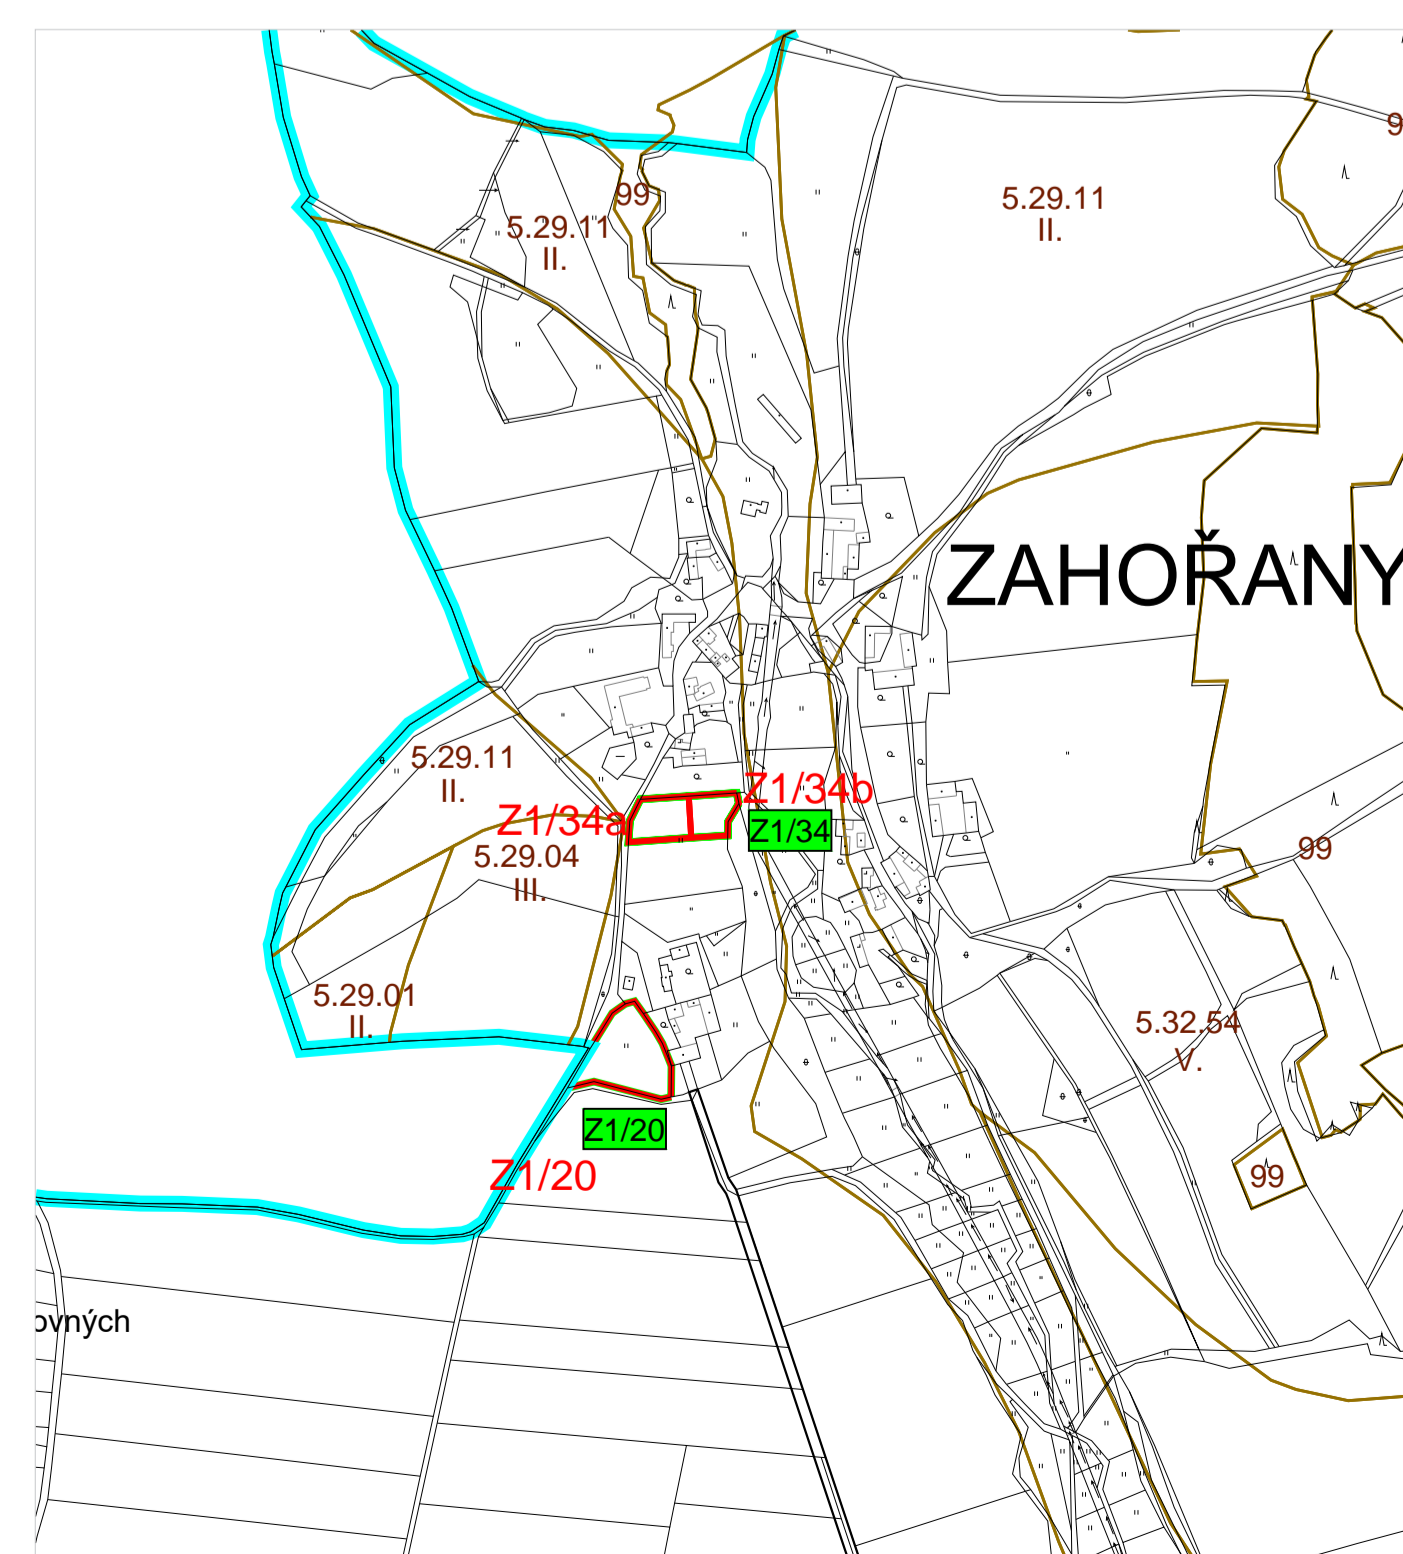 9
99
5.29.11
II.
5.29.11
II.
ZAHOŘANY
5.29.11
II.
Z1/34b
Z1/34a
Z1/34
5.29.04
III.
99
5.29.01
II.
5.32.54
V.
Z1/20
Z1/20
99
ovných